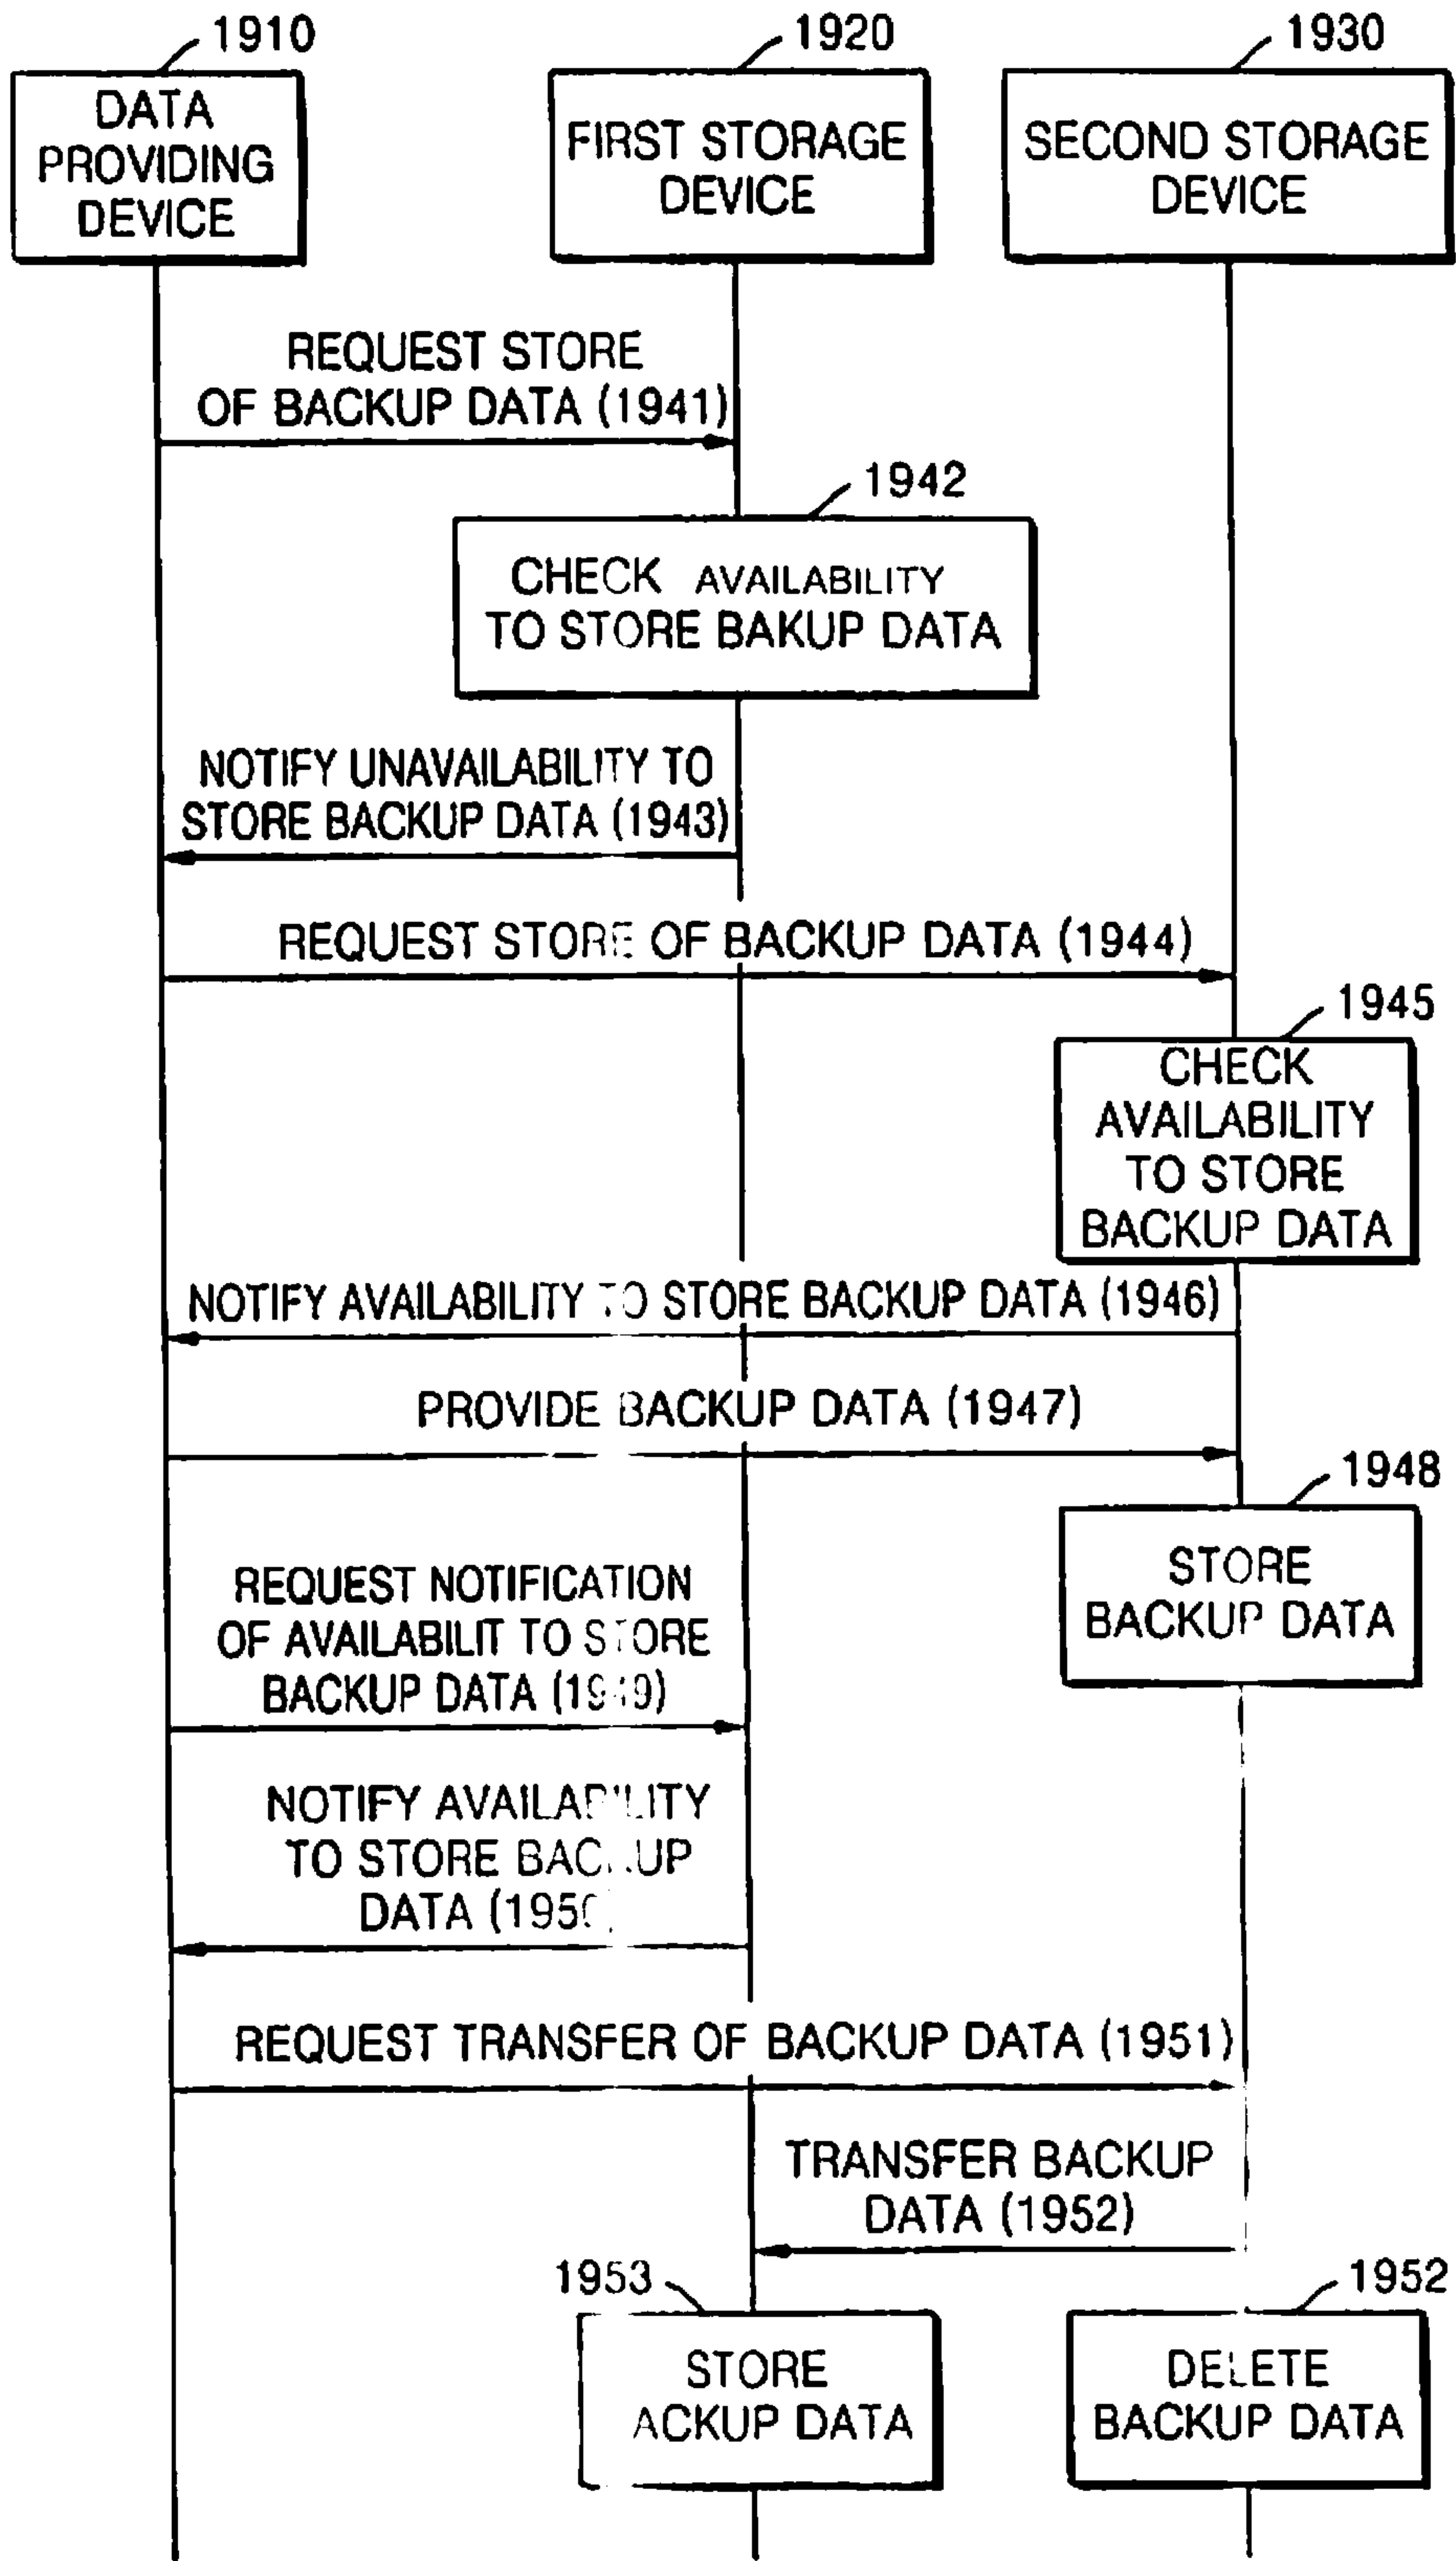 1910
1920
1930
DATA
PROVIDING
DEVICE
FIRST STORAGE
DEVICE
SECOND STORAGE
DEVICE
REQUEST STORE
OF BACKUP DATA (1941)
1942
CHECK AVAILABILITY
TO STORE BAKUP DATA
NOTIFY UNAVAILABILITY TO
STORE BACKUP DATA (1943)
REQUEST STORE OF BACKUP DATA (1944)
1945
CHECK
AVAILABILITY
TO STORE
BACKUP DATA
NOTIFY AVAILABILITY TO STORE BACKUP DATA (1946)
PROVIDE BACKUP DATA (1947)
1948
STORE
BACKUP DATA
REQUEST NOTIFICATION
OF AVAILABILIT TO STORE
BACKUP DATA (1949)
NOTIFY AVAILABILITY
TO STORE BACKUP
DATA (1950)
REQUEST TRANSFER OF BACKUP DATA (1951)
TRANSFER BACKUP
DATA (1952)
1953
1952
STORE
ACKUP DATA
DELETE
BACKUP DATA